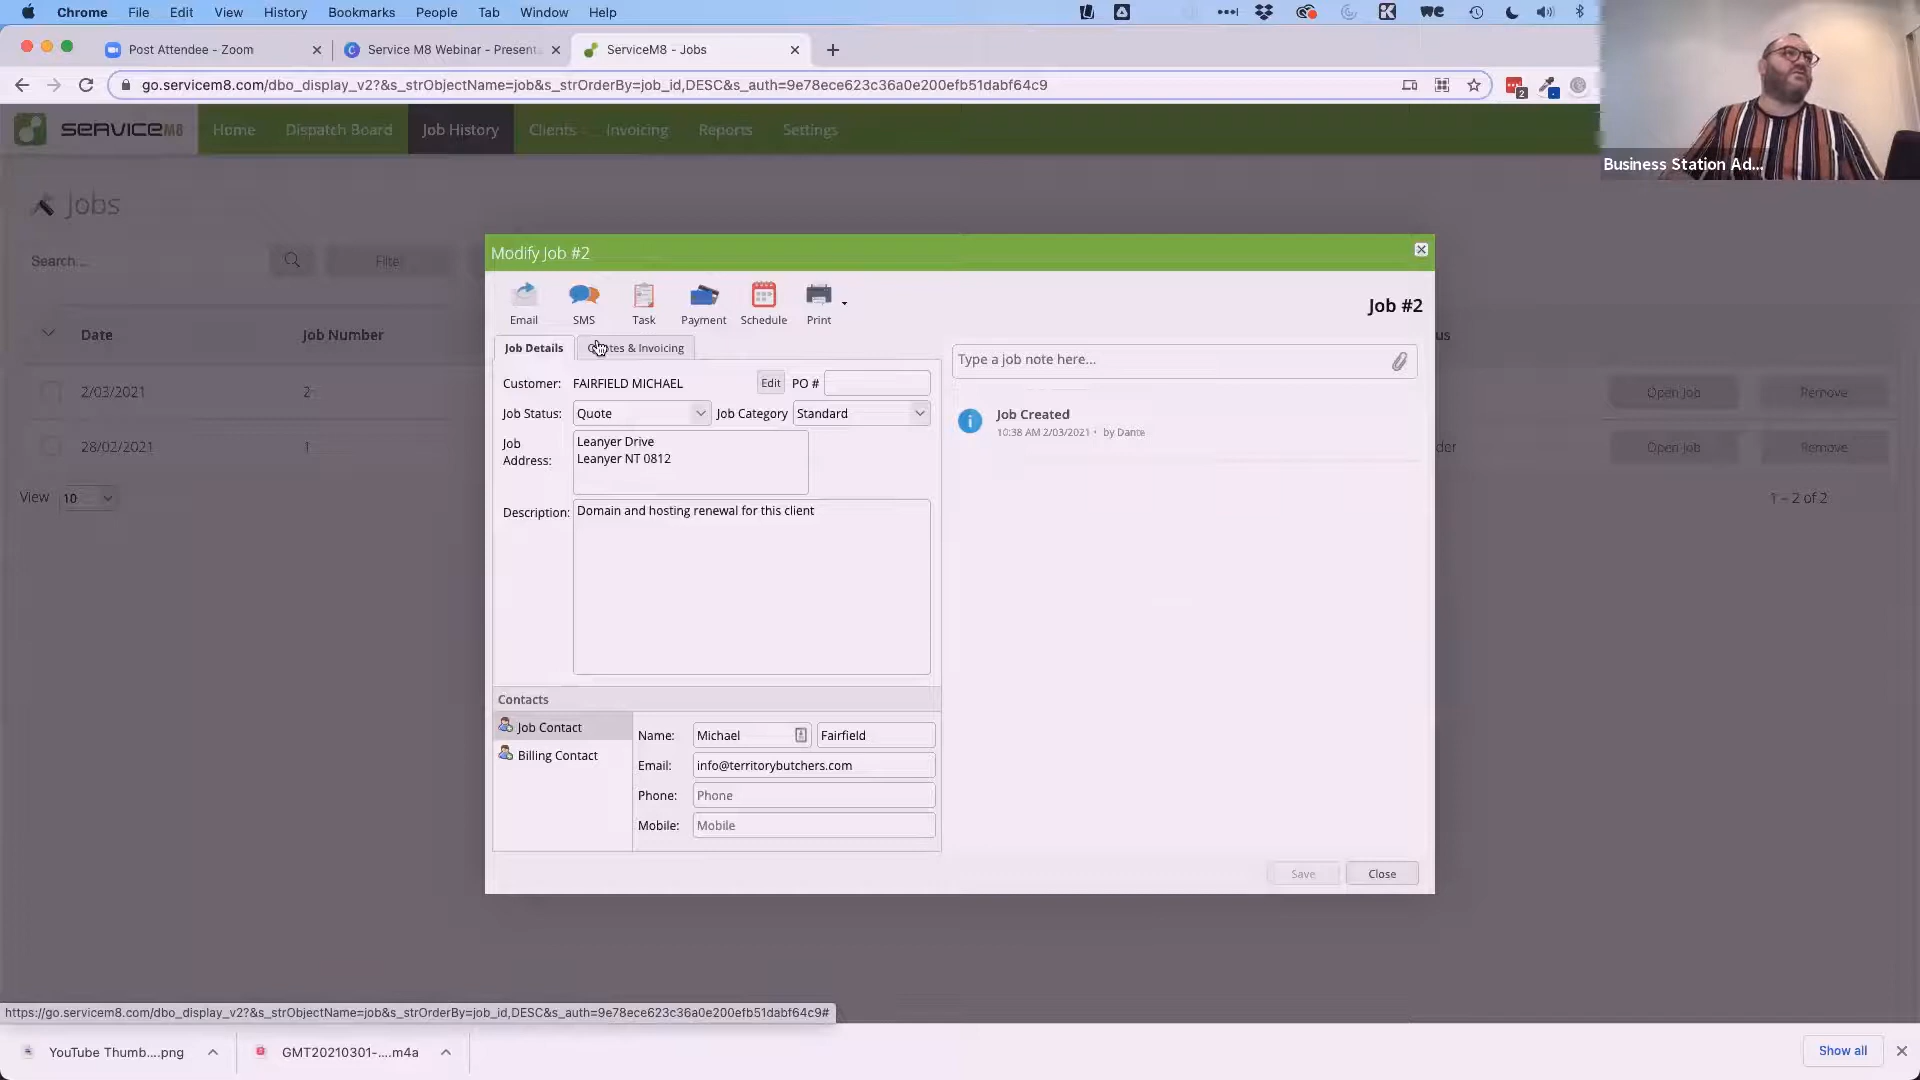 Chrome File Edit View History Bookmarks People Tab Window Help
Post Attendee - Zoom
Service M8 Webinar - Present
ServiceM8 - Jobs
go.servicem8.com/dbo_display_v2?&s_strObjectName=job&s_strOrderBy=job_id,DESC&s_auth=9e78ece623c36a0e200efb51dabf64c9
2
SERVICEM8 Home Dispatch Board Job History Clients Invoicing Reports Settings
Business Station Ad...
Jobs
Search...
Filter
Date Job Number us
2/03/2021 2 Open Job Remove
28/02/2021 1 der Open Job Remove
View 10 1 - 2 of 2
Modify Job #2
Email SMS Task Payment Schedule Print
Job #2
Job Details & Invoicing
Type a job note here...
Customer: FAIRFIELD MICHAEL Edit PO #
Job Status: Quote Job Category Standard
Job Address:
Leanyer Drive
Leanyer NT 0812
Description: Domain and hosting renewal for this client
Job Created
10:38 AM 2/03/2021 • by Dante
Contacts
Job Contact
Billing Contact
Name: Michael Fairfield
Email: info@territorybutchers.com
Phone: Phone
Mobile: Mobile
Save Close
https://go.servicem8.com/dbo_display_v2?&s_strObjectName=job&s_strOrderBy=job_id,DESC&s_auth=9e78ece623c36a0e200efb51dabf64c9#
YouTube Thumb....png
GMT20210301-....m4a
Show all